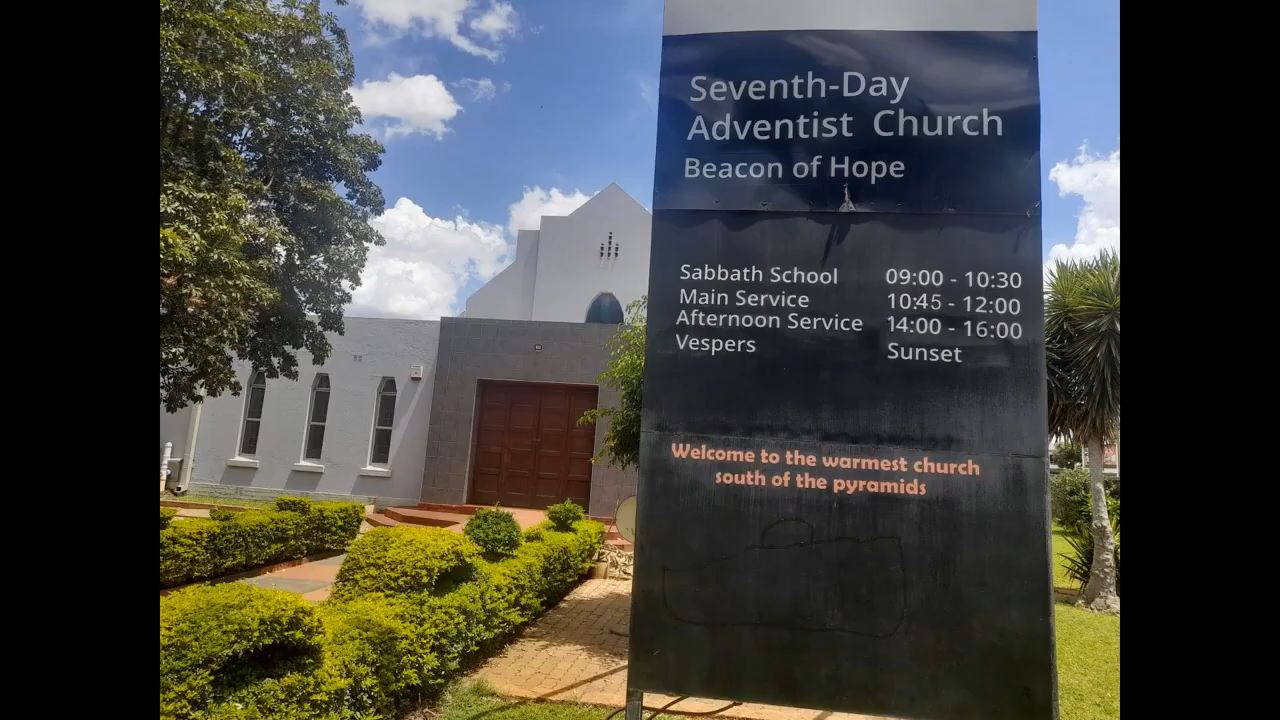 Seventh-Day
Adventist Church
Beacon of Hope
Sabbath School 09:00 - 10:30
Main Service 10:45 - 12:00
Afternoon Service 14:00 - 16:00
Vespers Sunset
Welcome to the warmest church
south of the pyramids